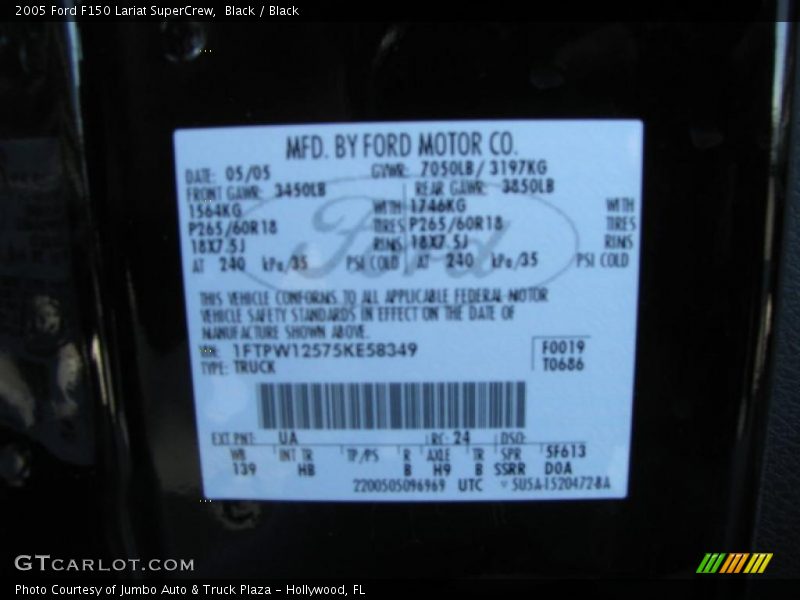 2005 Ford F150 Lariat SuperCrew,  Black / Black
MFD. BY FORD MOTOR CO.
DATE: 05/05 GVWR: 7050LB/ 3197KG
FRONT GAWR: 3450LB REAR GAWR: 3850LB
1564KG WITH 1746KG WITH
P265/60R18 TIRES P265/60R18 TIRES
18X7.5J RIMS 18X7.5J RIMS
AT 240 kPa/35 PSI COLD AT 240 kPa/35 PSI COLD
Ford
THIS VEHICLE CONFORMS TO ALL APPLICABLE FEDERAL MOTOR
VEHICLE SAFETY STANDARDS IN EFFECT ON THE DATE OF
MANUFACTURE SHOWN ABOVE.
VIN: 1FTPW12575KE58349 F0019
TYPE: TRUCK T0686
EXT PNT: UA RC: 24 DSO:
WB INT TR TP/PS R AXLE TR SPR 5F613
139 HB B H9 B SSRR DOA
2200505096969 UTC
GTCARLOT.COM
Photo Courtesy of Jumbo Auto & Truck Plaza - Hollywood, FL